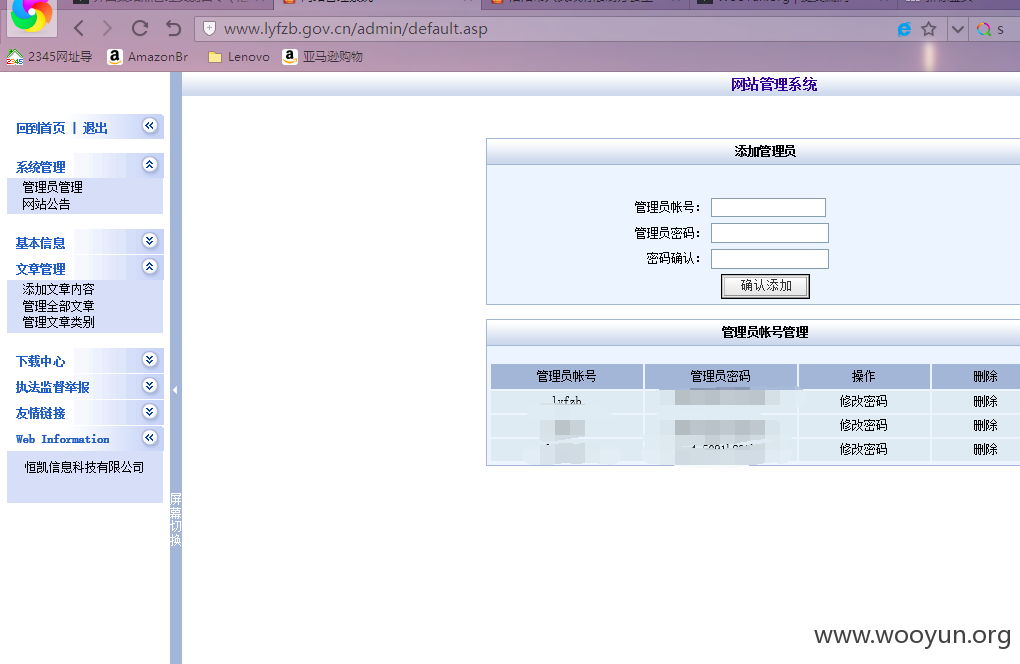 www.lyfzb.gov.cn/admin/default.asp
2345网址导
AmazonBr
Lenovo
亚马逊购物
网站管理系统
回到首页 | 退出
系统管理
管理员管理
网站公告
基本信息
文章管理
添加文章内容
管理全部文章
管理文章类别
下载中心
执法监督举报
友情链接
Web Information
恒凯信息科技有限公司
屏幕切换
添加管理员
管理员帐号：
管理员密码：
密码确认：
确认添加
管理员帐号管理
管理员帐号 管理员密码 操作 删除
修改密码 删除
修改密码 删除
修改密码 删除
www.wooyun.org